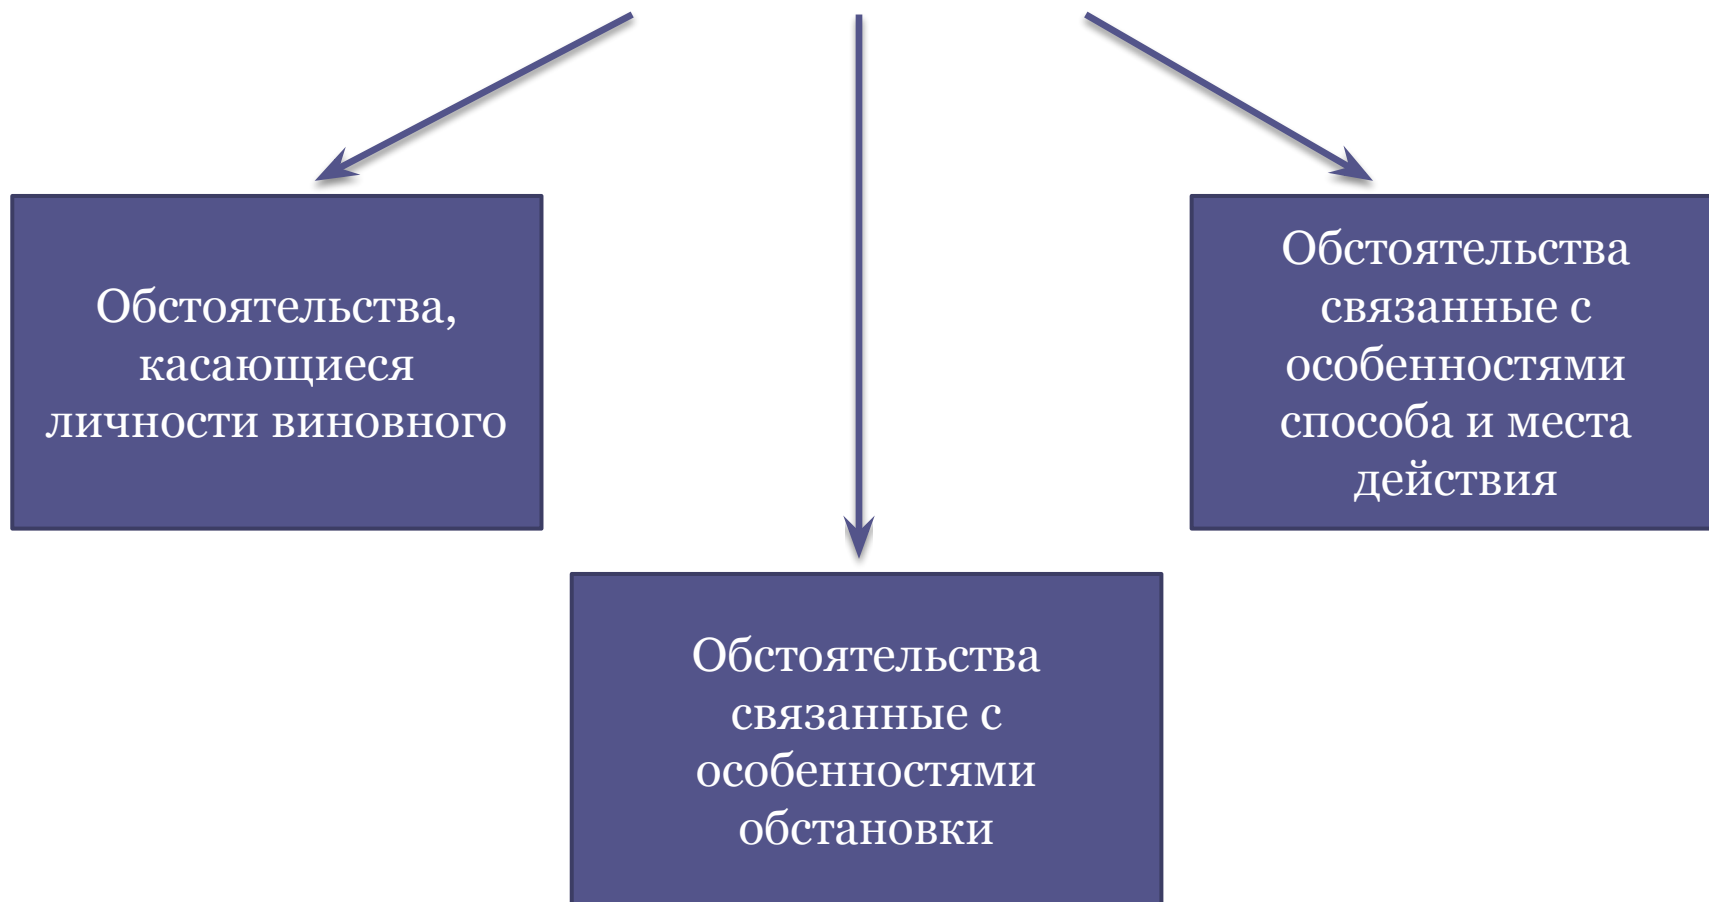 Обстоятельства,
касающиеся
личности виновного
Обстоятельства
связанные с
особенностями
обстановки
Обстоятельства
связанные с
особенностями
способа и места
действия